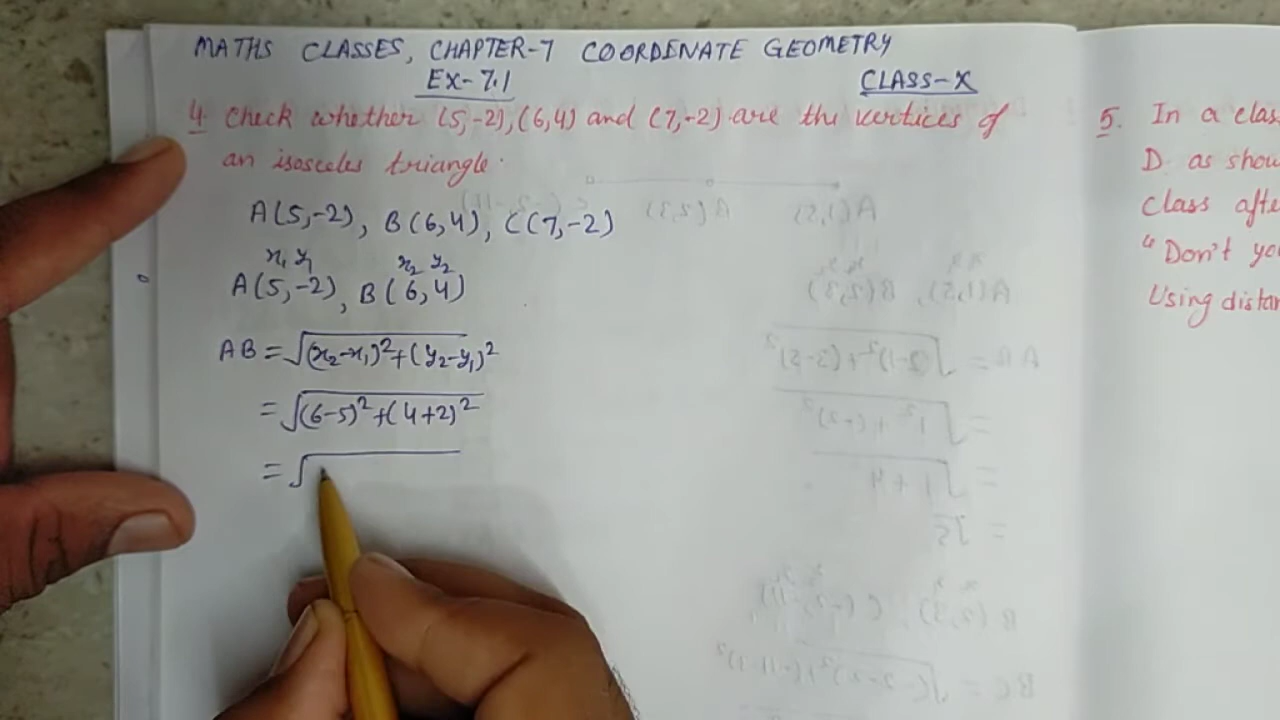 MATHS CLASSES, CHAPTER-7 COORDENATE GEOMETRY
EX-7.1 CLASS-X
4. Check whether (5,-2), (6,4) and (7,-2) are the vertices of
an isosceles triangle.
A(5,-2), B(6,4), C(7,-2)
x₁ y₁ x₂ y₂
A(5,-2), B(6,4)
AB = √(x₂-x₁)²+(y₂-y₁)²
= √(6-5)²+(4+2)²
= √
5. In a clas
D as show
class afte
"Don't yo
Using distan